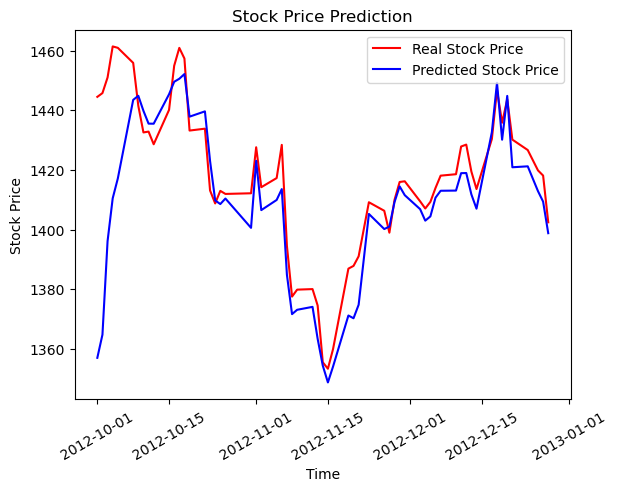 Stock Price Prediction
Real Stock Price
Predicted Stock Price
Stock Price
1460
1440
1420
1400
1380
1360
2012-10-01
2012-10-15
2012-11-01
2012-11-15
2012-12-01
2012-12-15
2013-01-01
Time